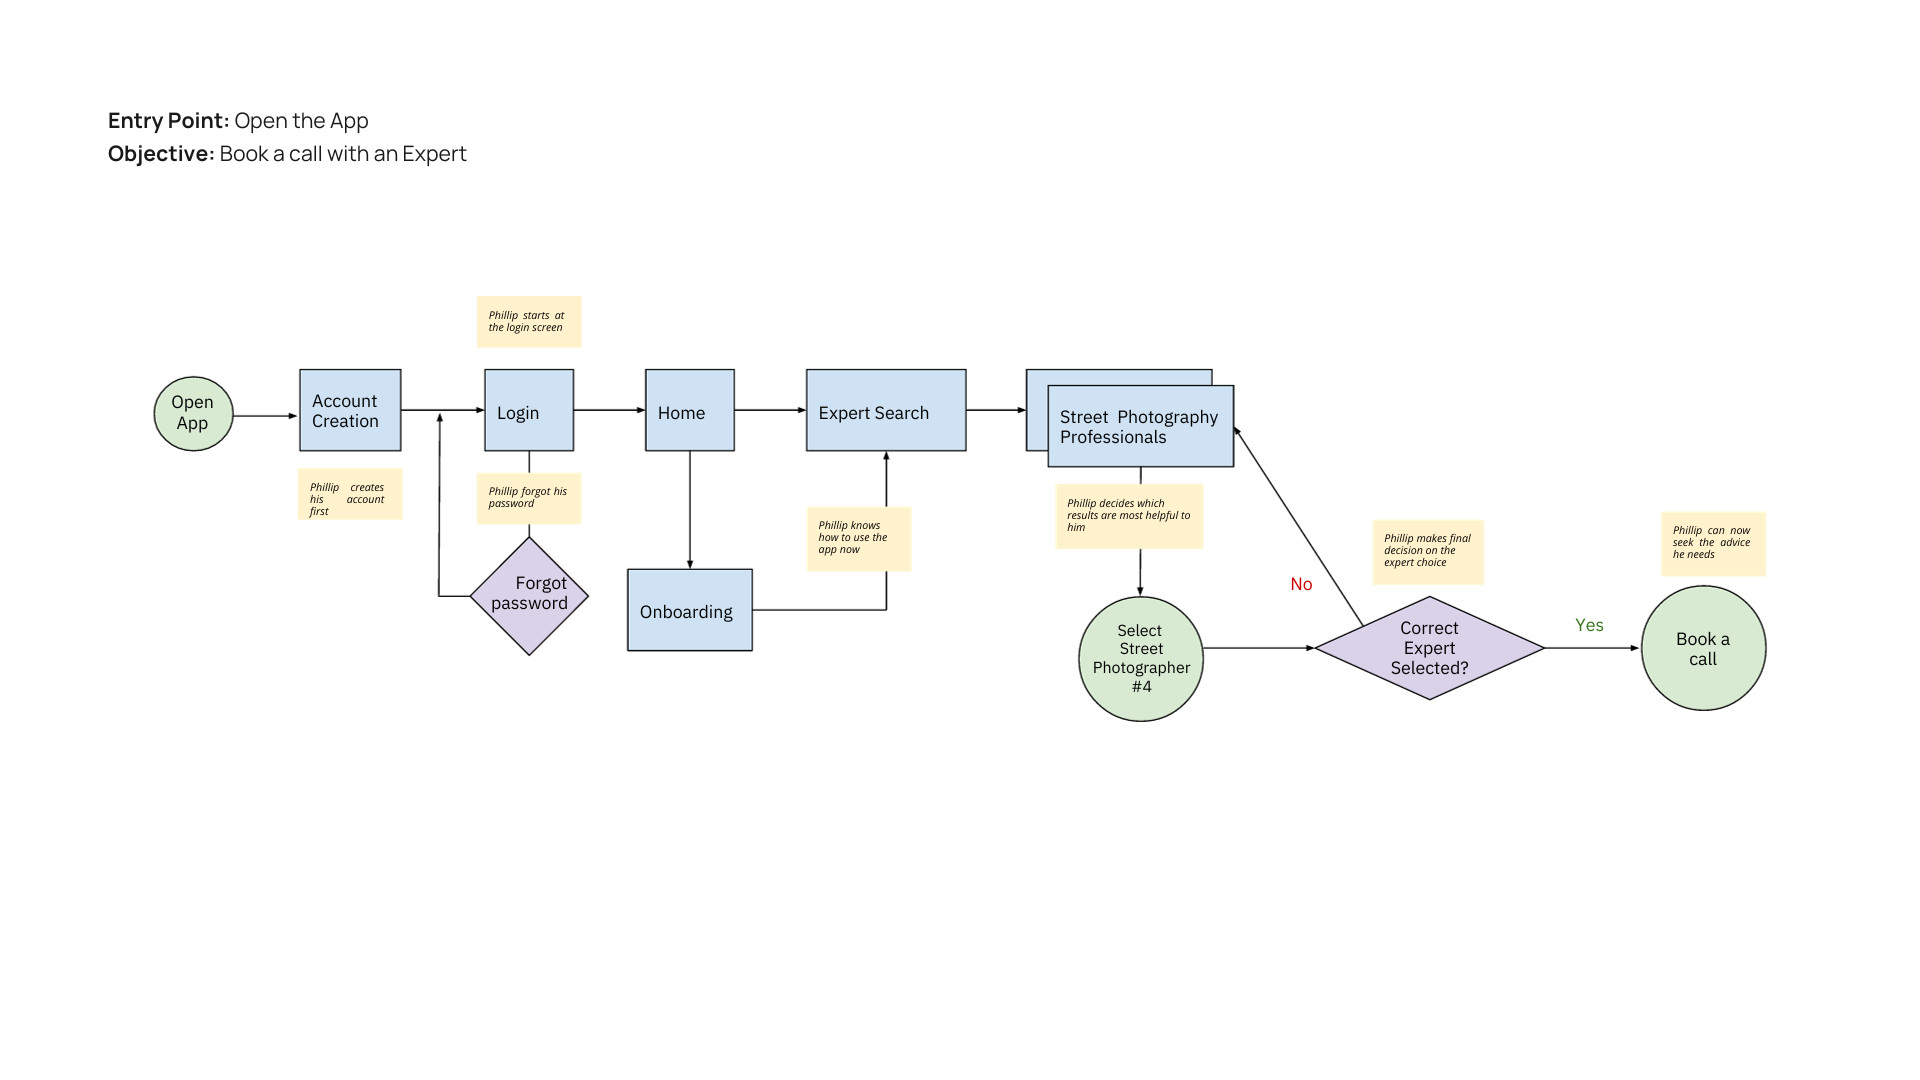 Entry Point: Open the App
Objective: Book a call with an Expert
Phillip starts at
the login screen
Open
App
Account
Creation
Login
Home
Expert Search
Street Photography
Professionals
Phillip creates
his account
first
Phillip forgot his
password
Phillip knows
how to use the
app now
Phillip decides which
results are most helpful to
him
Phillip makes final
decision on the
expert choice
Phillip can now
seek the advice
he needs
Forgot
password
Onboarding
No
Select
Street
Photographer
#4
Correct
Expert
Selected?
Yes
Book a
call